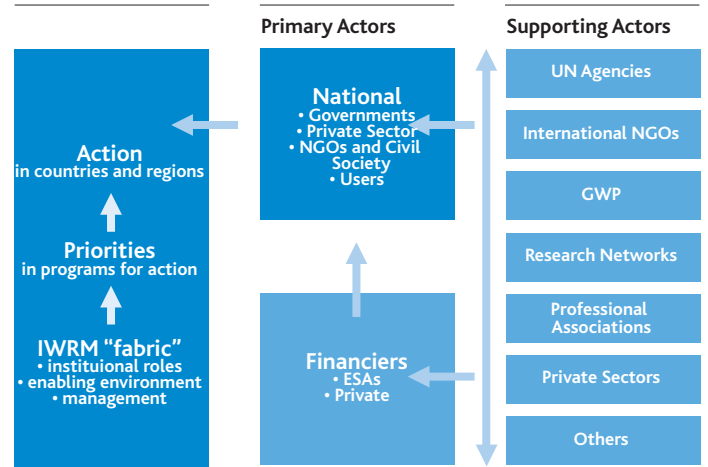 Primary Actors
Supporting Actors
Action
in countries and regions
Priorities
in programs for action
IWRM “fabric”
• instituional roles
• enabling environment
• management
National
• Governments
• Private Sector
• NGOs and Civil
Society
• Users
Financiers
• ESAs
• Private
UN Agencies
International NGOs
GWP
Research Networks
Professional
Associations
Private Sectors
Others